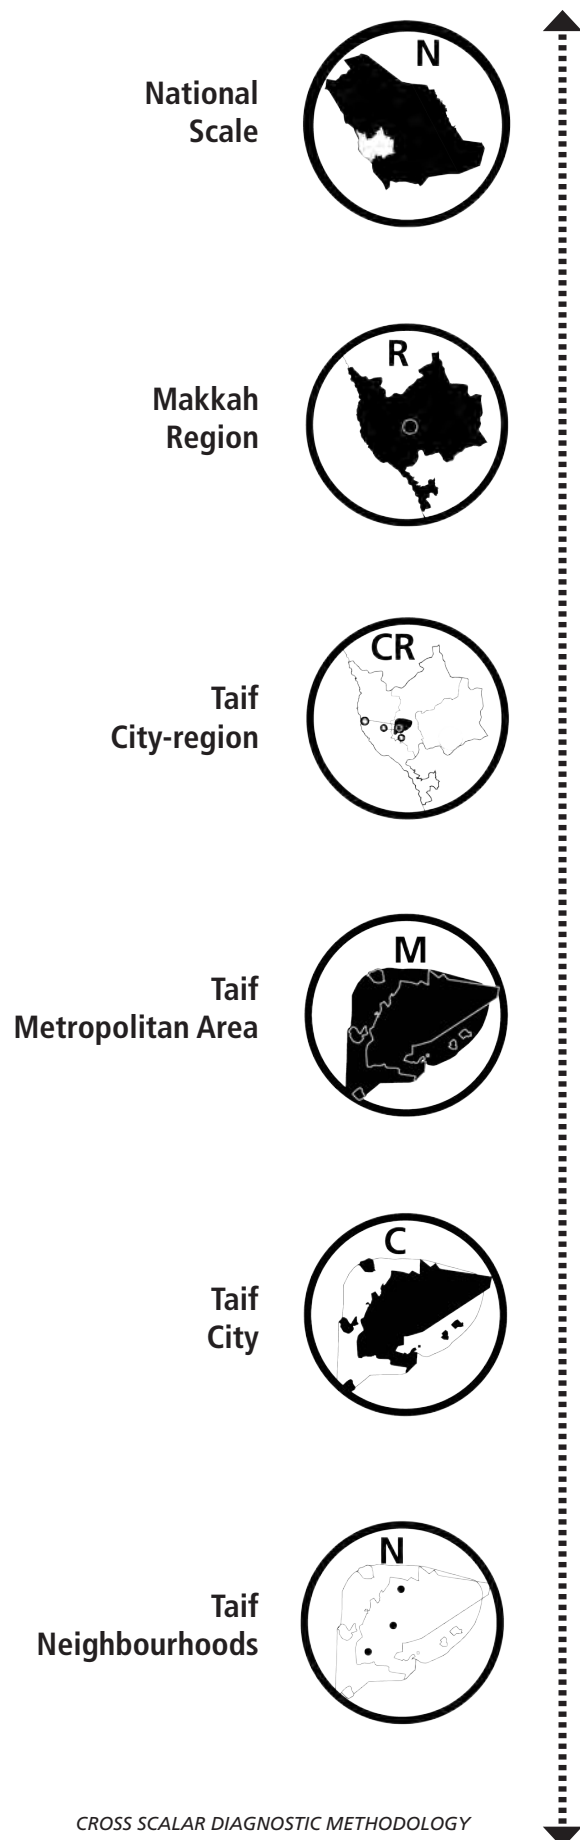 N
National
Scale
R
Makkah
Region
CR
Taif
City-region
M
Taif
Metropolitan Area
C
Taif
City
N
Taif
Neighbourhoods
CROSS SCALAR DIAGNOSTIC METHODOLOGY